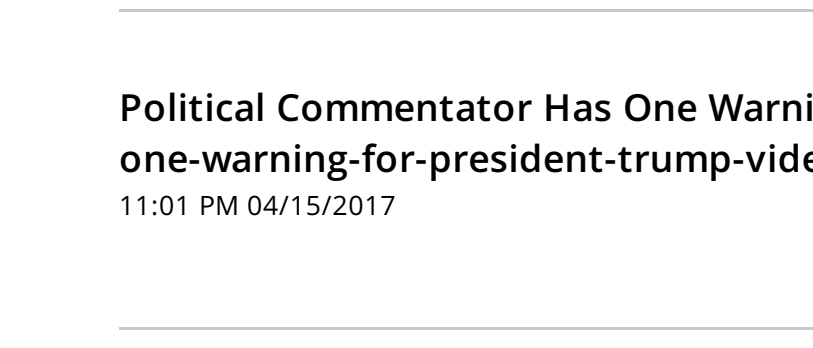 Political Commentator Has One Warni
one-warning-for-president-trump-vide
11:01 PM 04/15/2017